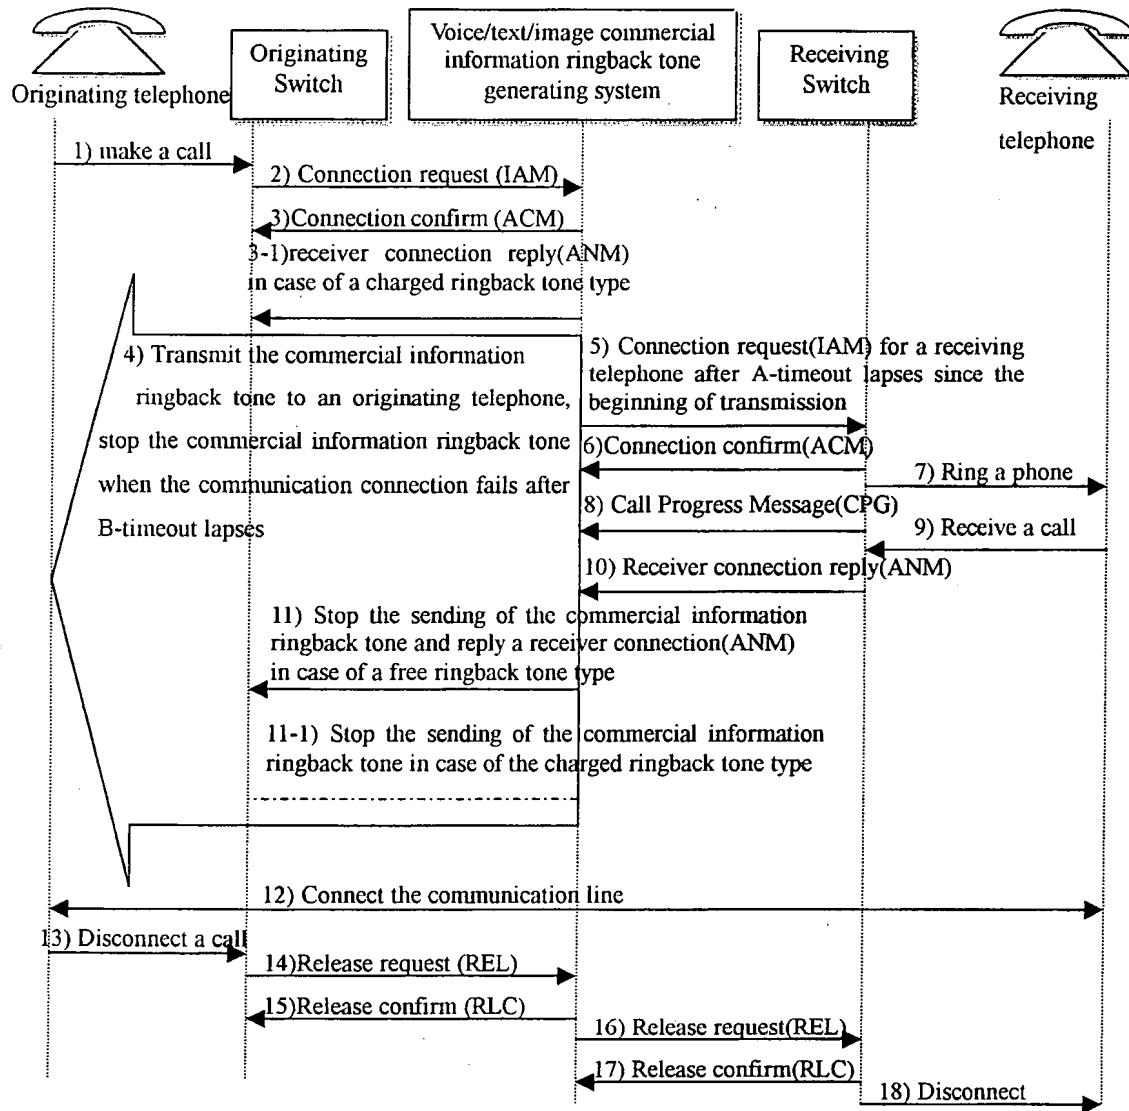 Originating telephone
Originating
Switch
Voice/text/image commercial
information ringback tone
generating system
Receiving
Switch
Receiving
telephone
1) make a call
2) Connection request (IAM)
3)Connection confirm (ACM)
3-1)receiver connection reply(ANM)
in case of a charged ringback tone type
4) Transmit the commercial information
ringback tone to an originating telephone,
stop the commercial information ringback tone
when the communication connection fails after
B-timeout lapses
5) Connection request(IAM) for a receiving
telephone after A-timeout lapses since the
beginning of transmission
6)Connection confirm(ACM)
7) Ring a phone
8) Call Progress Message(CPG)
9) Receive a call
10) Receiver connection reply(ANM)
11) Stop the sending of the commercial information
ringback tone and reply a receiver connection(ANM)
in case of a free ringback tone type
11-1) Stop the sending of the commercial information
ringback tone in case of the charged ringback tone type
12) Connect the communication line
13) Disconnect a call
14)Release request (REL)
15)Release confirm (RLC)
16) Release request(REL)
17) Release confirm(RLC)
18) Disconnect